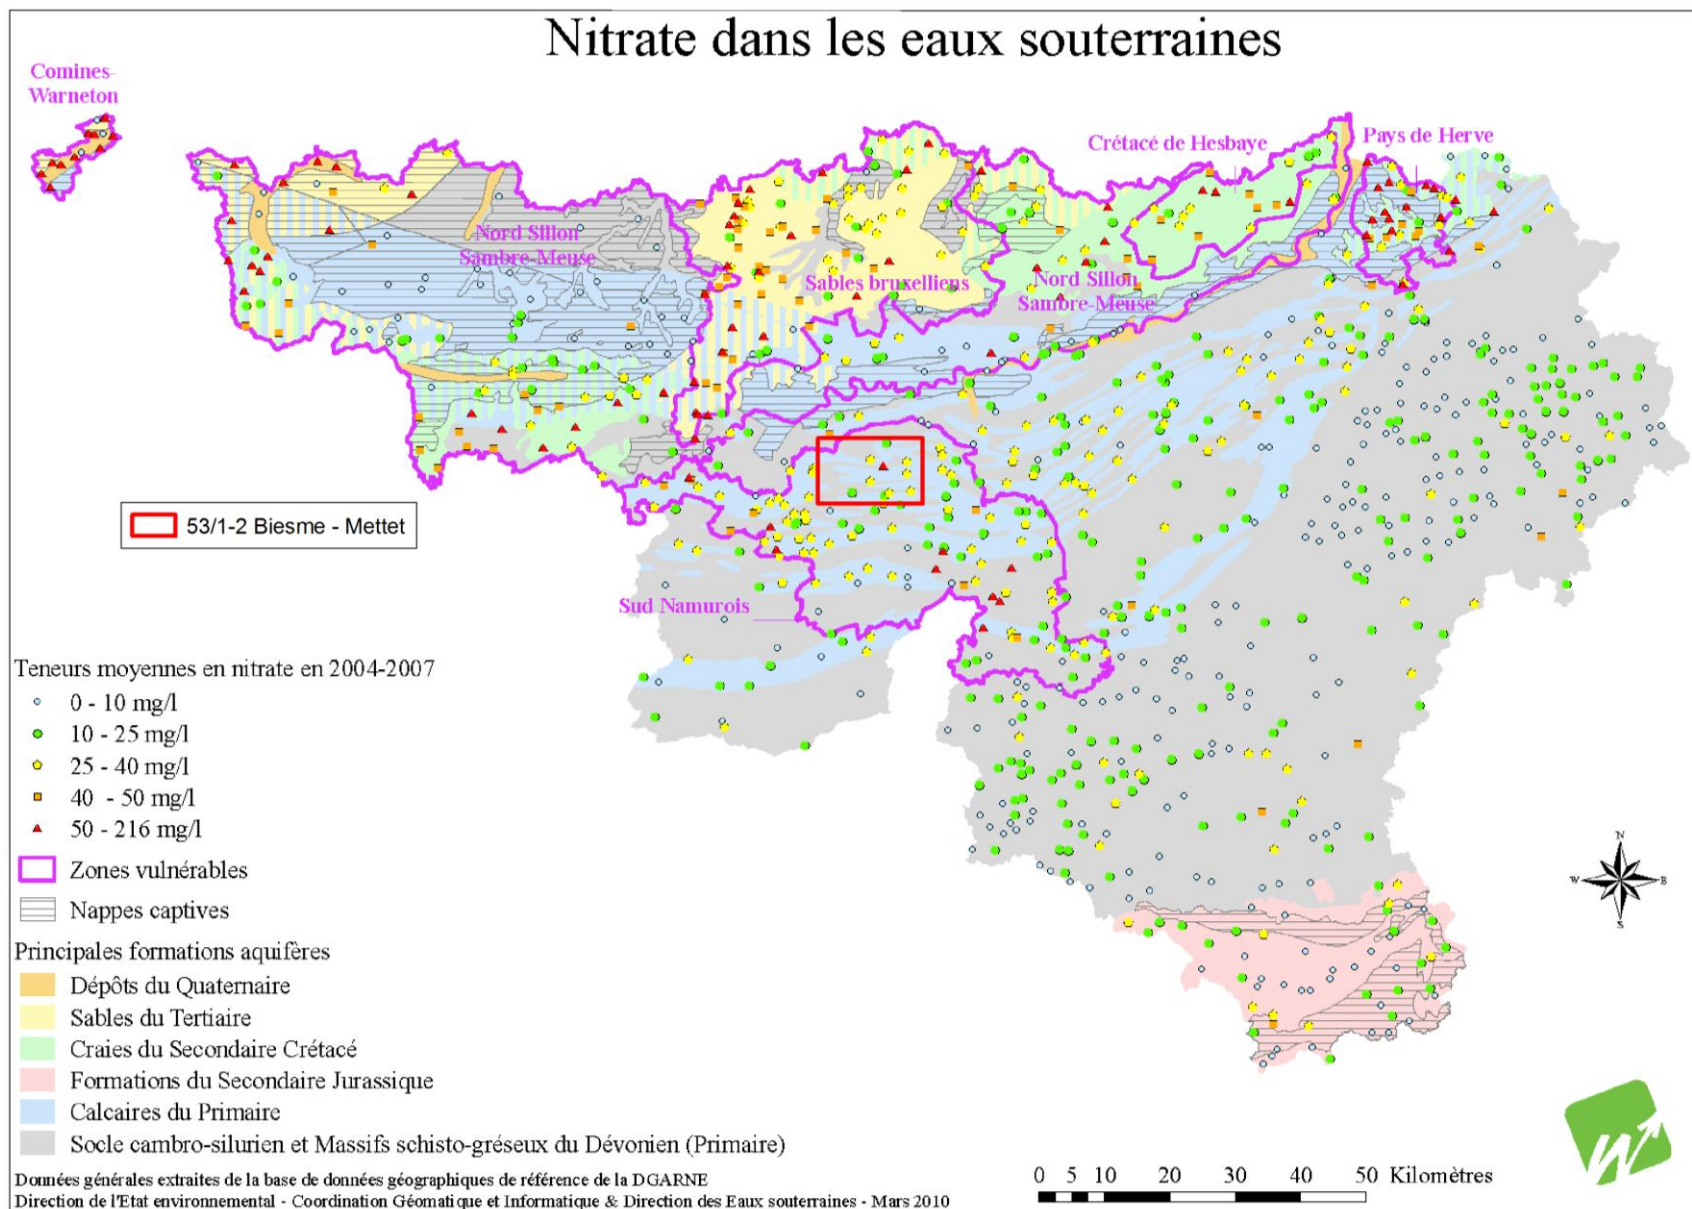 Nitrate dans les eaux souterraines
Comines-
Warneton
Crétacé de Hesbaye
Pays de Herve
Nord Sillon
Sambre-Meuse
Sables bruxelliens
Nord Sillon
Sambre-Meuse
53/1-2 Biesme - Mettet
Sud Namurois
Teneurs moyennes en nitrate en 2004-2007
0 - 10 mg/l
10 - 25 mg/l
25 - 40 mg/l
40 - 50 mg/l
50 - 216 mg/l
Zones vulnérables
Nappes captives
Principales formations aquifères
Dépôts du Quaternaire
Sables du Tertiaire
Craies du Secondaire Crétacé
Formations du Secondaire Jurassique
Calcaires du Primaire
Socle cambro-silurien et Massifs schisto-gréseux du Dévonien (Primaire)
N
W E
S
Données générales extraites de la base de données géographiques de référence de la DGARNE
Direction de l'Etat environnemental - Coordination Géomatique et Informatique & Direction des Eaux souterraines - Mars 2010
0 5 10 20 30 40 50 Kilomètres
W